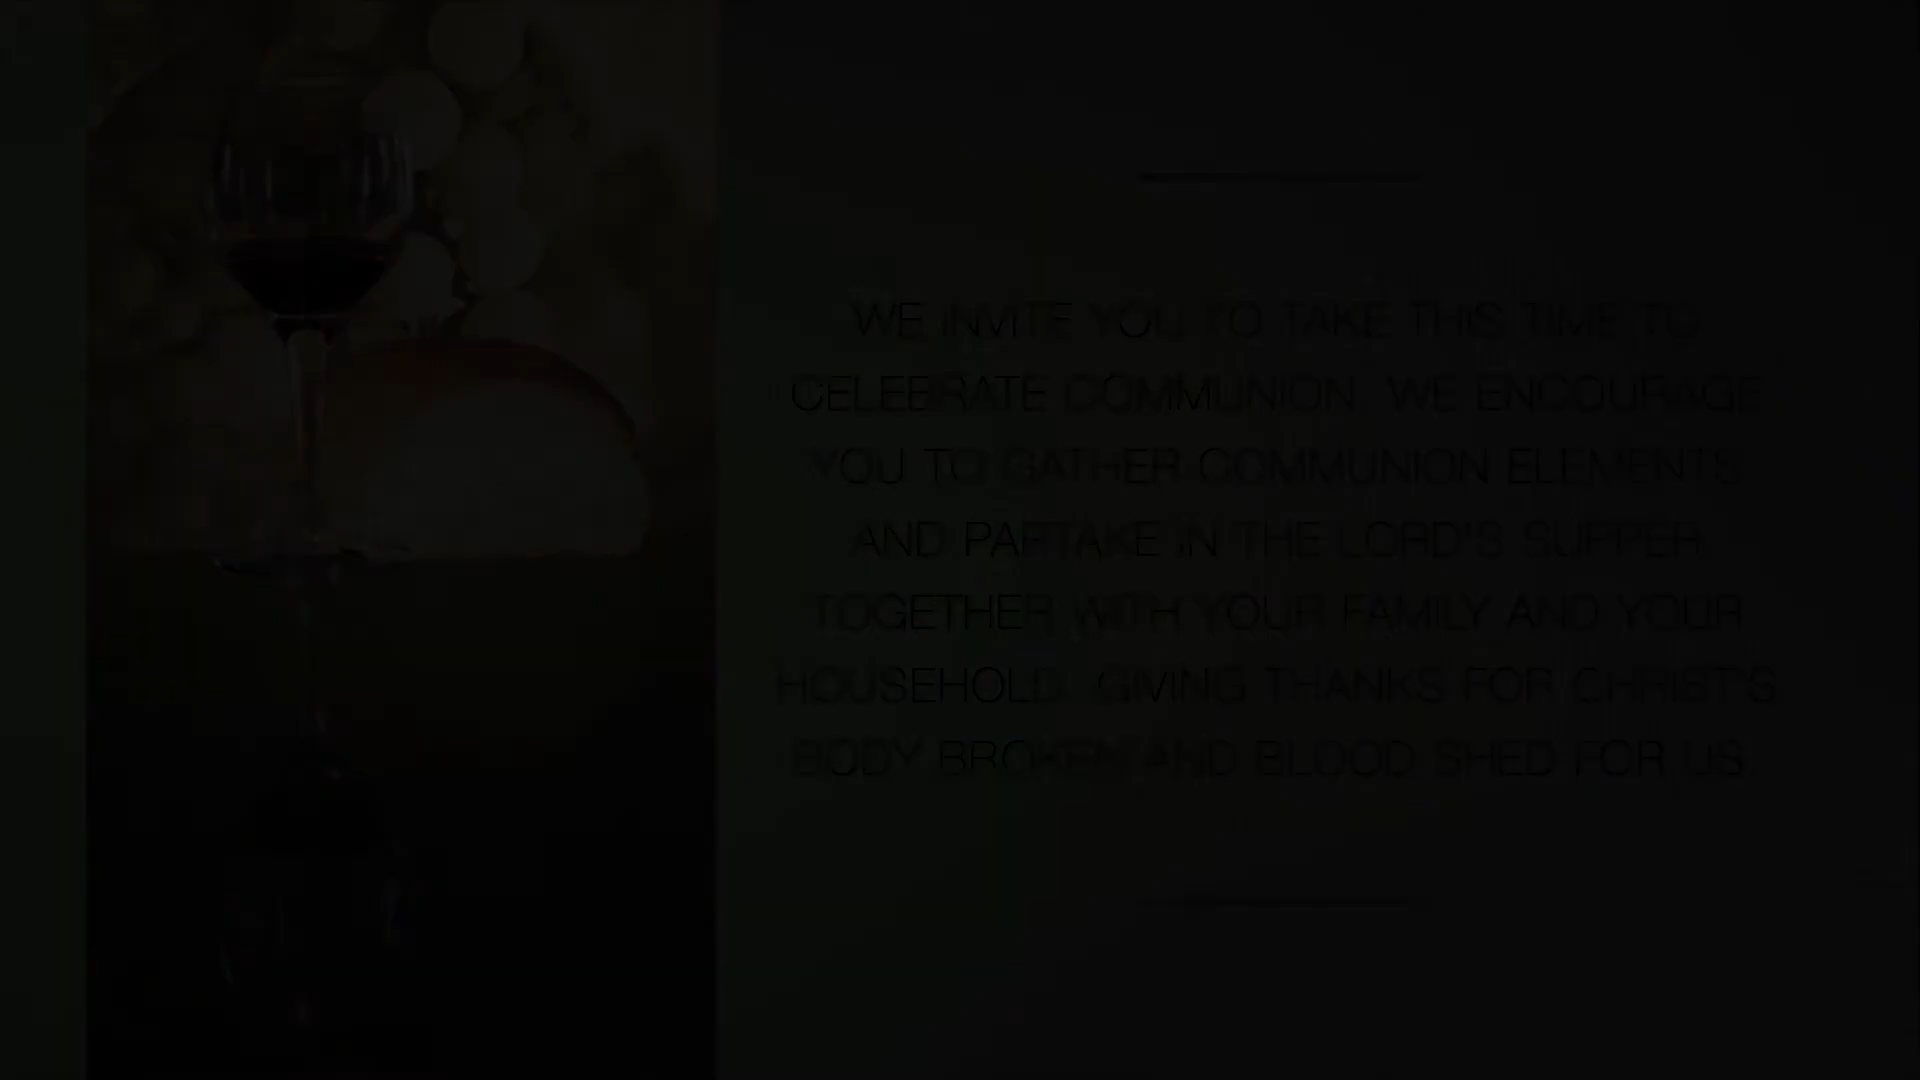 WE INVITE YOU TO TAKE THIS TIME TO
CELEBRATE COMMUNION. WE ENCOURAGE
YOU TO GATHER COMMUNION ELEMENTS
AND PARTAKE IN THE LORD'S SUPPER
TOGETHER WITH YOUR FAMILY AND YOUR
HOUSEHOLD. GIVING THANKS FOR CHRIST'S
BODY BROKEN AND BLOOD SHED FOR US.